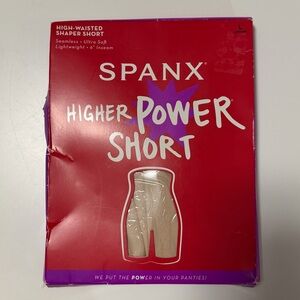 HIGH-WAISTED
SHAPER SHORT
Seamless • Ultra Soft
Lightweight • 6" Inseam
SPANX®
HIGHER POWER
SHORT
WE PUT THE POWER IN YOUR PANTIES!